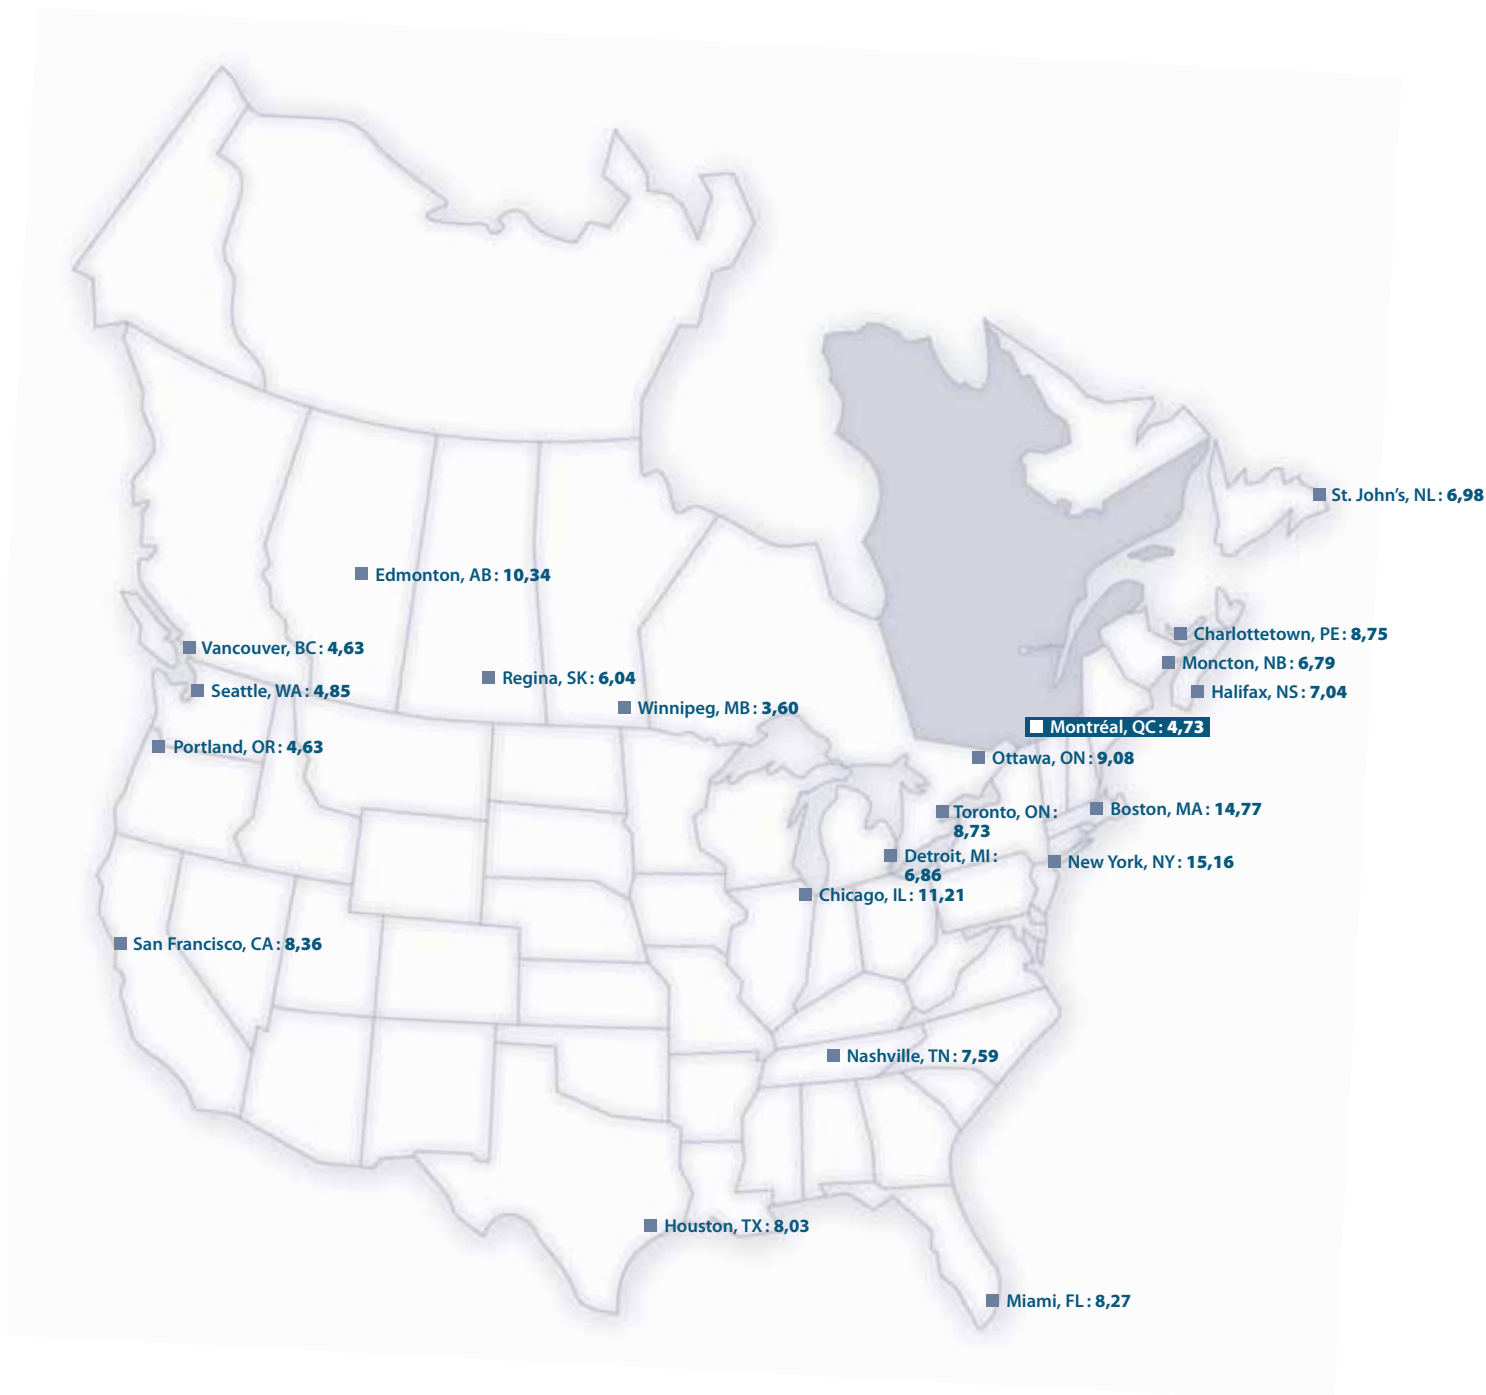 St. John’s, NL : 6,98
Edmonton, AB : 10,34
Charlottetown, PE : 8,75
Vancouver, BC : 4,63
Moncton, NB : 6,79
Regina, SK : 6,04
Seattle, WA : 4,85
Halifax, NS : 7,04
Winnipeg, MB : 3,60
Montréal, QC : 4,73
Portland, OR : 4,63
Ottawa, ON : 9,08
Boston, MA : 14,77
Toronto, ON :
8,73
Detroit, MI :
6,86
New York, NY : 15,16
Chicago, IL : 11,21
San Francisco, CA : 8,36
Nashville, TN : 7,59
Houston, TX : 8,03
Miami, FL : 8,27